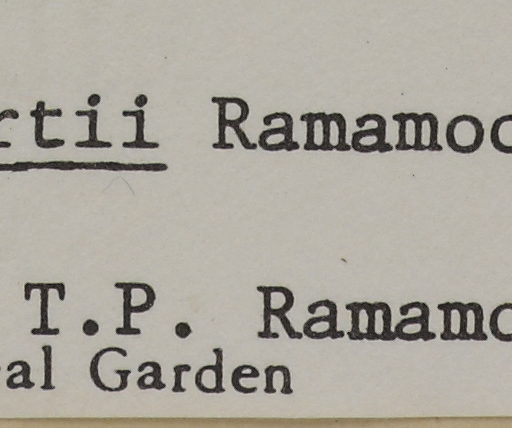 rtii Ramamoo
T.P. Ramamo
al Garden